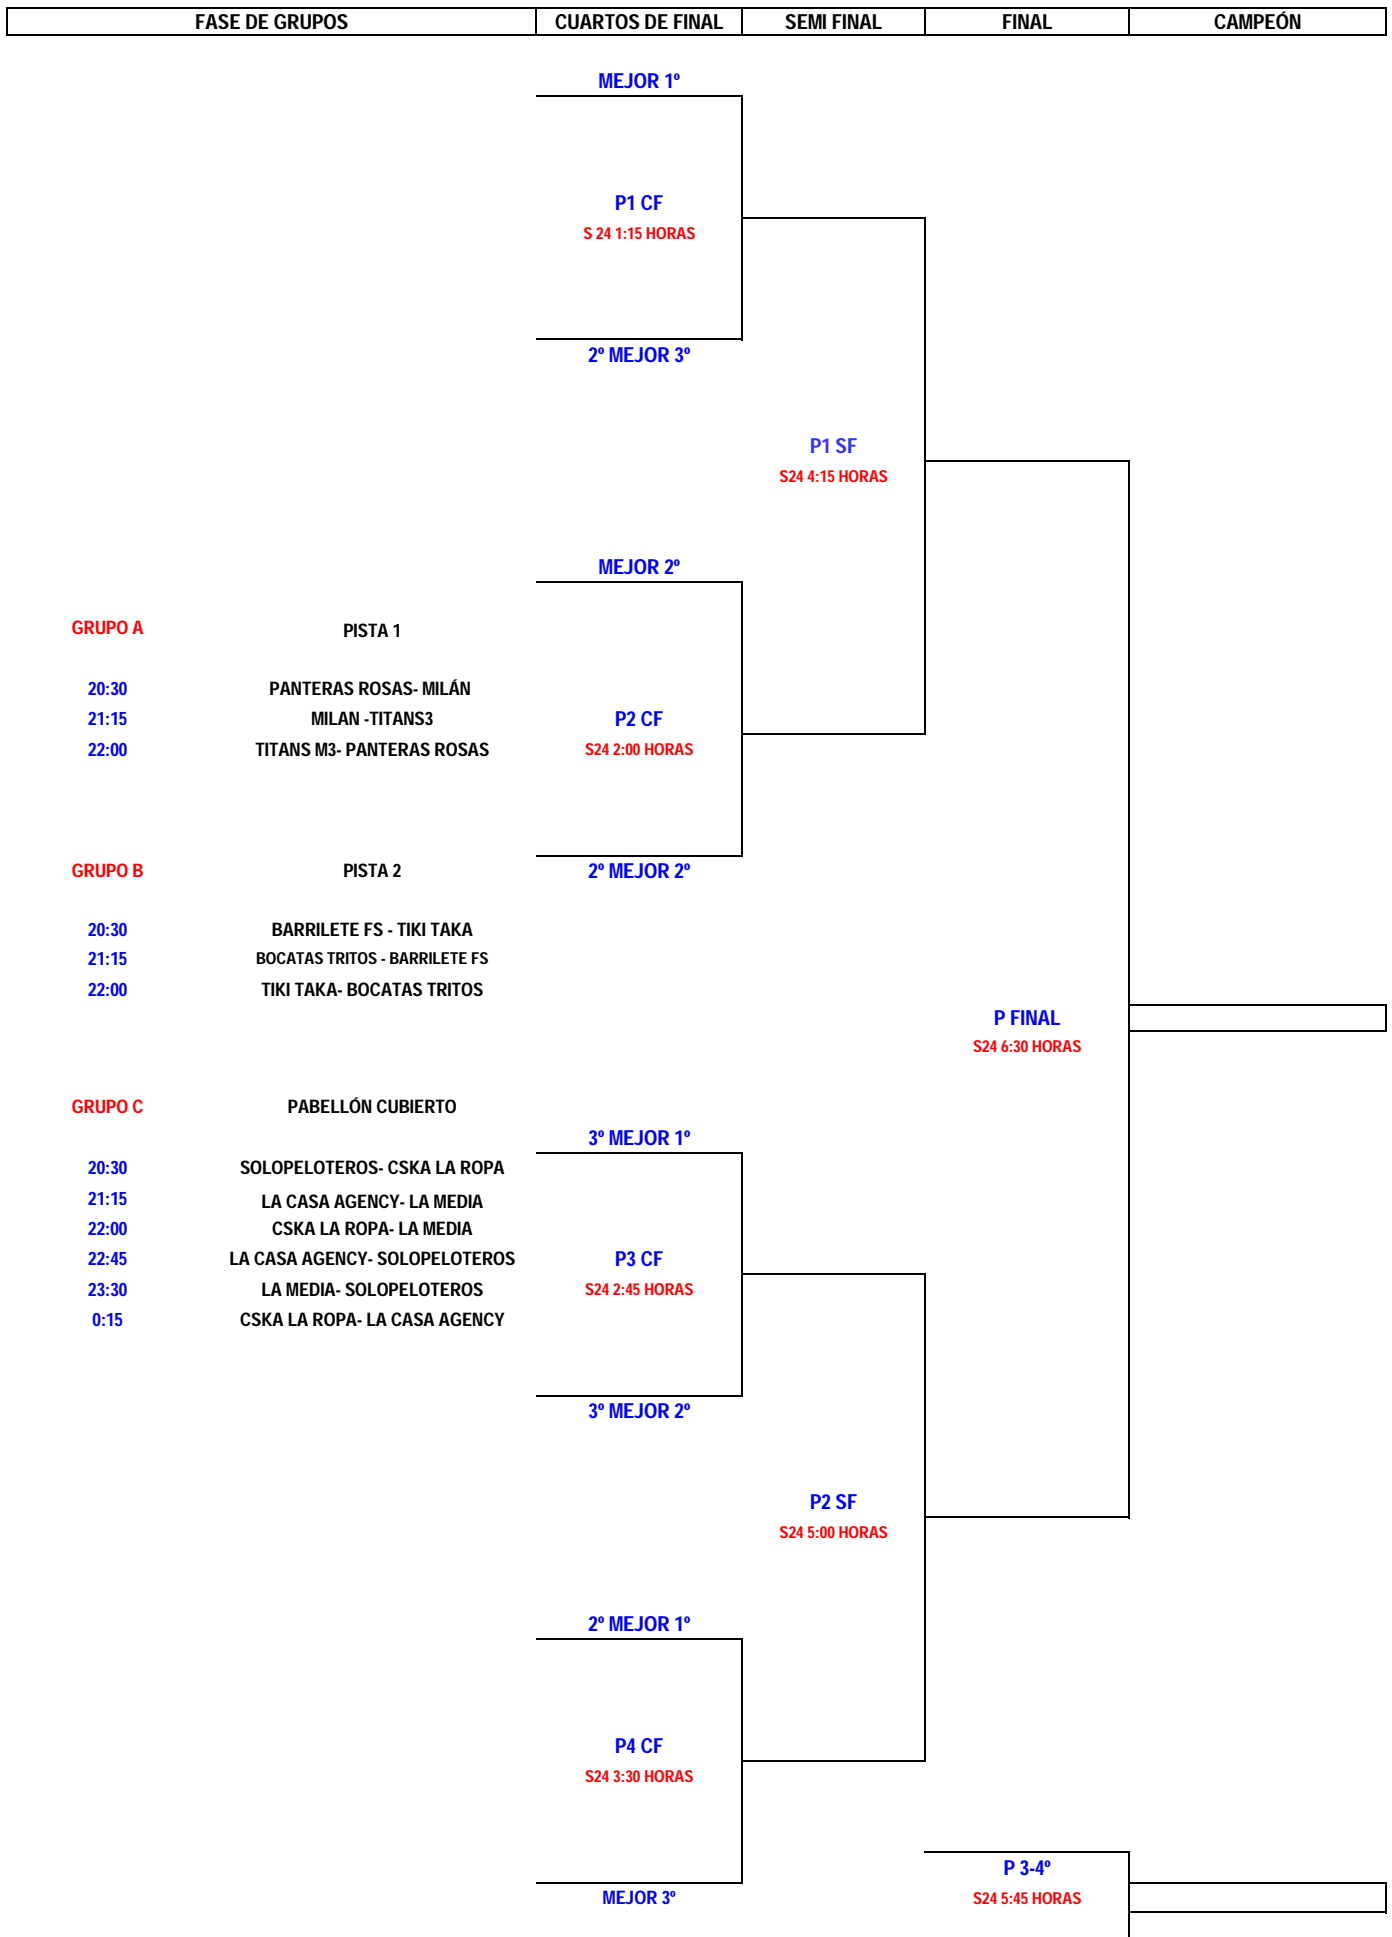 FASE DE GRUPOS CUARTOS DE FINAL SEMI FINAL FINAL CAMPEÓN
MEJOR 1º
P1 CF
S 24 1:15 HORAS
2º MEJOR 3º
P1 SF
S24 4:15 HORAS
MEJOR 2º
GRUPO A PISTA 1
20:30 PANTERAS ROSAS- MILÁN
21:15 MILAN -TITANS3 P2 CF
22:00 TITANS M3- PANTERAS ROSAS S24 2:00 HORAS
GRUPO B PISTA 2 2º MEJOR 2º
20:30 BARRILETE FS - TIKI TAKA
21:15 BOCATAS TRITOS - BARRILETE FS
22:00 TIKI TAKA- BOCATAS TRITOS
P FINAL
S24 6:30 HORAS
GRUPO C PABELLÓN CUBIERTO
3º MEJOR 1º
20:30 SOLOPELOTEROS- CSKA LA ROPA
21:15 LA CASA AGENCY- LA MEDIA
22:00 CSKA LA ROPA- LA MEDIA
22:45 LA CASA AGENCY- SOLOPELOTEROS P3 CF
23:30 LA MEDIA- SOLOPELOTEROS S24 2:45 HORAS
0:15 CSKA LA ROPA- LA CASA AGENCY
3º MEJOR 2º
P2 SF
S24 5:00 HORAS
2º MEJOR 1º
P4 CF
S24 3:30 HORAS
P 3-4º
MEJOR 3º S24 5:45 HORAS